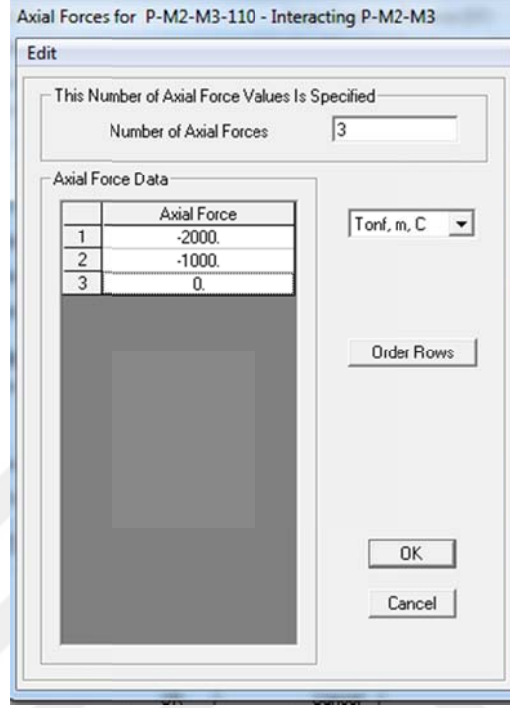 Axial Forces for P-M2-M3-110 - Interacting P-M2-M3
Edit
This Number of Axial Force Values Is Specified
Number of Axial Forces 3
Axial Force Data
Axial Force
1 -2000.
2 -1000.
3 0.
Tonf, m, C
Order Rows
OK
Cancel